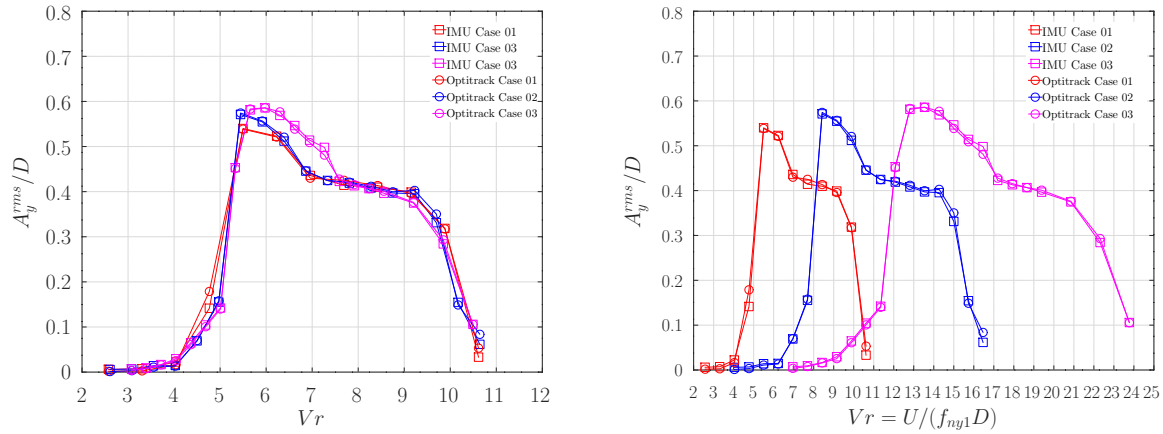 0.8
0.7
0.6
0.5
0.4
0.3
0.2
0.1
0
A_y^{rms}/D
2 3 4 5 6 7 8 9 10 11 12
Vr
IMU Case 01
IMU Case 03
IMU Case 03
Optitrack Case 01
Optitrack Case 02
Optitrack Case 03
0.8
0.7
0.6
0.5
0.4
0.3
0.2
0.1
0
A_y^{rms}/D
2 3 4 5 6 7 8 9 10 11 12 13 14 15 16 17 18 19 20 21 22 23 24 25
Vr = U/(f_{ny1}D)
IMU Case 01
IMU Case 02
IMU Case 03
Optitrack Case 01
Optitrack Case 02
Optitrack Case 03